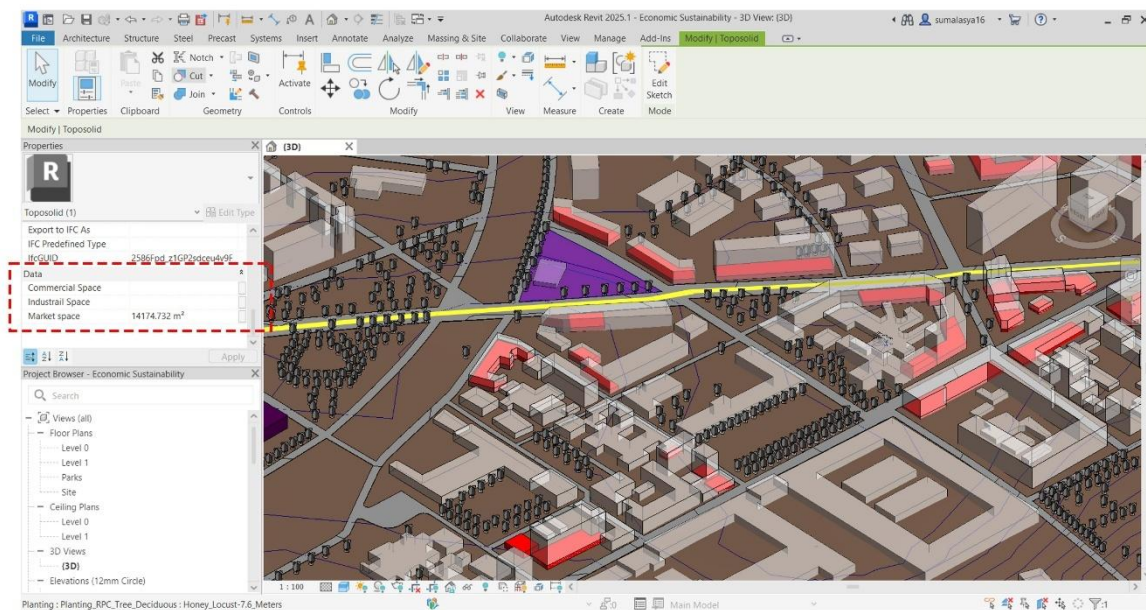 Autodesk Revit 2025.1 - Economic Sustainability - 3D View: {3D}
sumalasya16
File Architecture Structure Steel Precast Systems Insert Annotate Analyze Massing & Site Collaborate View Manage Add-Ins Modify | Toposolid
Modify Paste Notch Cut Join Activate Edit Sketch
Select Properties Clipboard Geometry Controls Modify View Measure Create Mode
Modify | Toposolid
Properties
{3D}
R
Toposolid (1) Edit Type
Export to IFC As
IFC Predefined Type
IfcGUID
Data
Commercial Space
Industrail Space
Market space 14174.732 m²
Apply
Project Browser - Economic Sustainability
Search
Views (all)
Floor Plans
Level 0
Level 1
Parks
Site
Ceiling Plans
Level 0
Level 1
3D Views
{3D}
Elevations (12mm Circle)
1 : 100
Planting : Planting_RPC_Tree_Deciduous : Honey_Locust-7.6_Meters
:0 Main Model :1